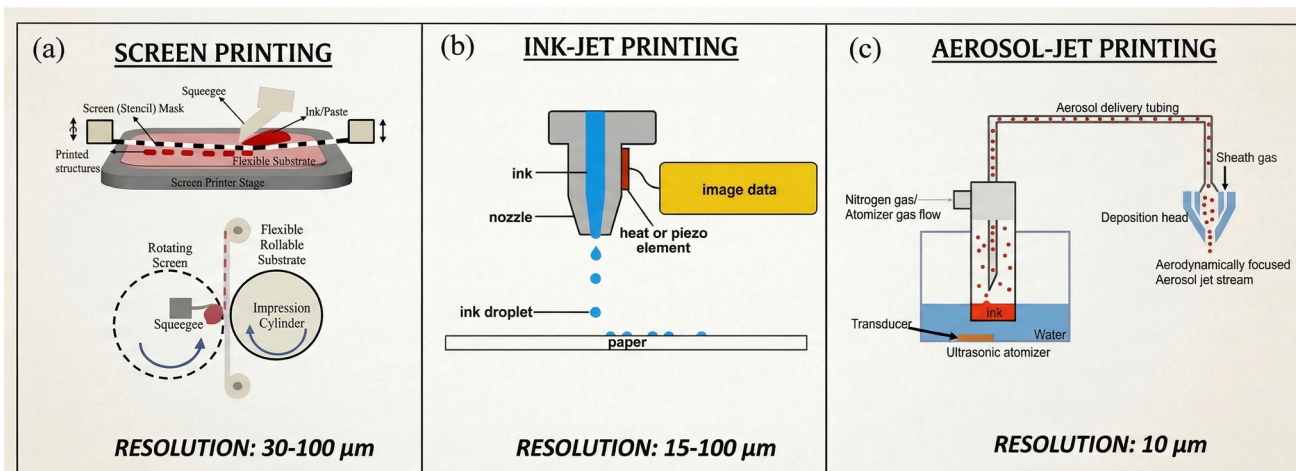 (a)
SCREEN PRINTING
Squeegee
Screen (Stencil) Mask
Ink/Paste
Printed
structures
Flexible Substrate
Screen Printer Stage
Flexible
Rollable
Substrate
Rotating
Screen
Squeegee
Impression
Cylinder
RESOLUTION: 30-100 μm
(b)
INK-JET PRINTING
ink
image data
nozzle
heat or piezo
element
ink droplet
paper
RESOLUTION: 15-100 μm
(c)
AEROSOL-JET PRINTING
Aerosol delivery tubing
Sheath gas
Nitrogen gas/
Atomizer gas flow
Deposition head
Aerodynamically focused
Aerosol jet stream
ink
Transducer
Water
Ultrasonic atomizer
RESOLUTION: 10 μm